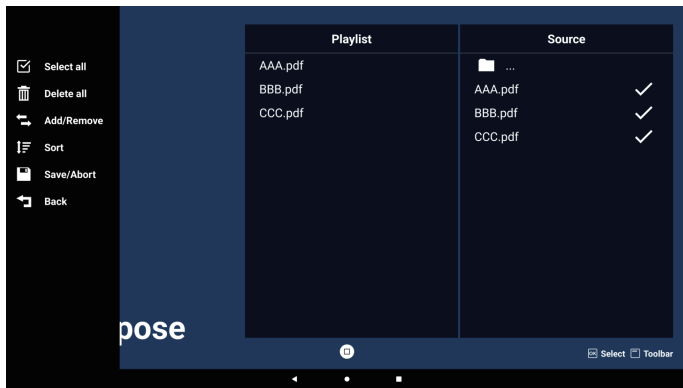 Select all
Delete all
Add/Remove
Sort
Save/Abort
Back
Playlist
AAA.pdf
BBB.pdf
CCC.pdf
Source
...
AAA.pdf
BBB.pdf
CCC.pdf
pose
OK Select Toolbar